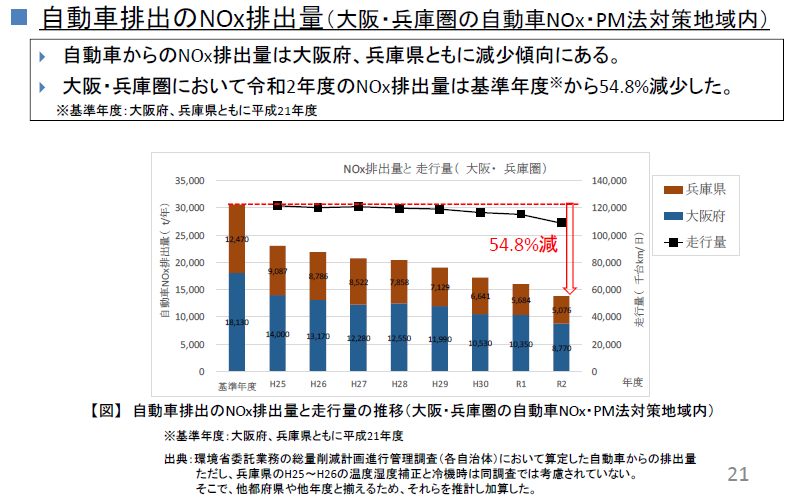 自動車排出のNOx排出量(大阪・兵庫圏の自動車NOx・PM法対策地域内)
自動車からのNOx排出量は大阪府、兵庫県ともに減少傾向にある。
大阪・兵庫圏において令和2年度のNOx排出量は基準年度※から54.8%減少した。
※基準年度:大阪府、兵庫県ともに平成21年度
NOx排出量と 走行量( 大阪・ 兵庫圏)
自動車NOx排出量( t/年)
35,000
30,000
25,000
20,000
15,000
10,000
5,000
0
140,000
120,000
100,000
80,000
60,000
40,000
20,000
0
走行量( 千台km/日)
兵庫県
大阪府
走行量
54.8%減
12,470
9,087
8,786
8,522
7,858
7,129
6,641
5,684
5,076
18,130
14,000
13,170
12,280
12,550
11,990
10,530
10,350
8,770
基準年度 H25 H26 H27 H28 H29 H30 R1 R2 年度
【図】 自動車排出のNOx排出量と走行量の推移(大阪・兵庫圏の自動車NOx・PM法対策地域内)
※基準年度:大阪府、兵庫県ともに平成21年度
出典:環境省委託業務の総量削減計画進行管理調査(各自治体)において算定した自動車からの排出量
ただし、兵庫県のH25~H26の温度湿度補正と冷機時は同調査では考慮されていない。
そこで、他都府県や他年度と揃えるため、それらを推計し加算した。
21